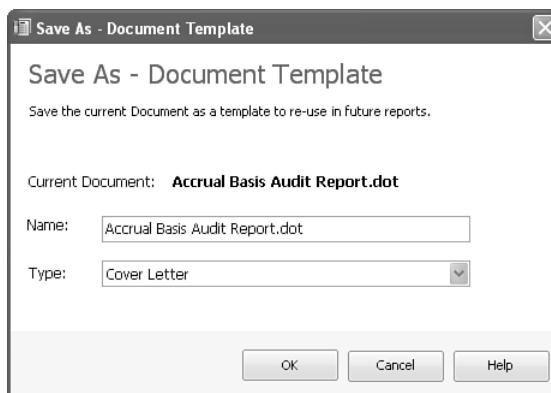 Save As - Document Template
Save As - Document Template
Save the current Document as a template to re-use in future reports.
Current Document: Accrual Basis Audit Report.dot
Name: Accrual Basis Audit Report.dot
Type: Cover Letter
OK Cancel Help